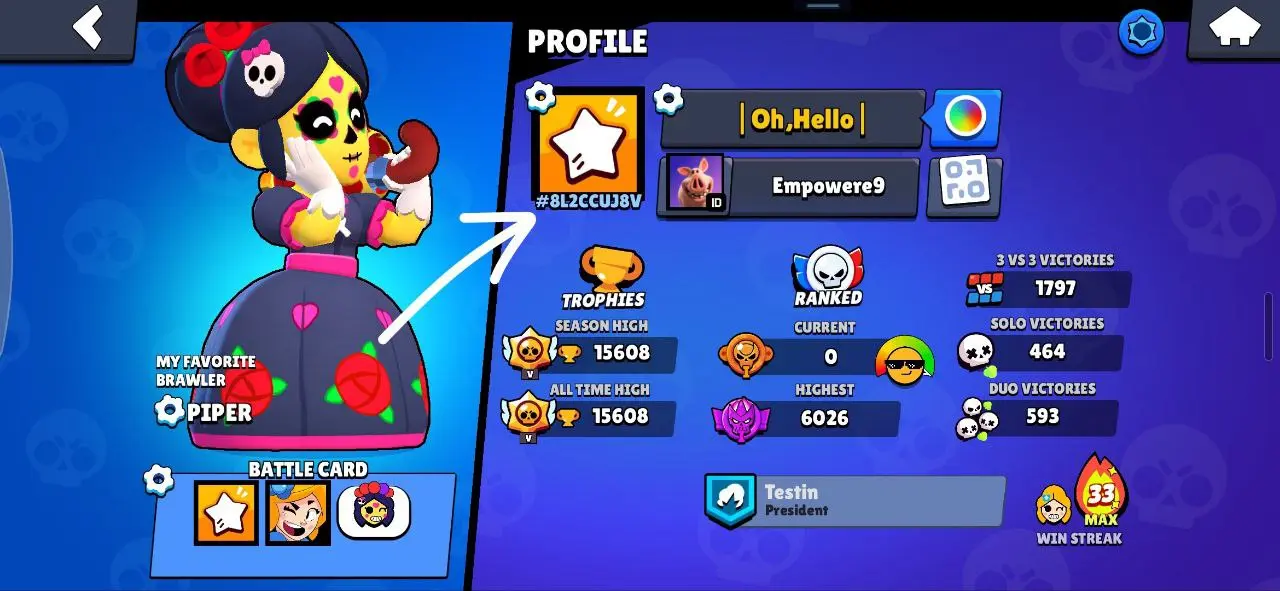 PROFILE
| Oh,Hello |
#8L2CCUJ8V
Empowere9
ID
TROPHIES
SEASON HIGH
15608
V
ALL TIME HIGH
15608
V
RANKED
CURRENT
0
HIGHEST
6026
3 VS 3 VICTORIES
VS
1797
SOLO VICTORIES
464
DUO VICTORIES
593
MY FAVORITE
BRAWLER
PIPER
BATTLE CARD
Testin
President
33
MAX
WIN STREAK